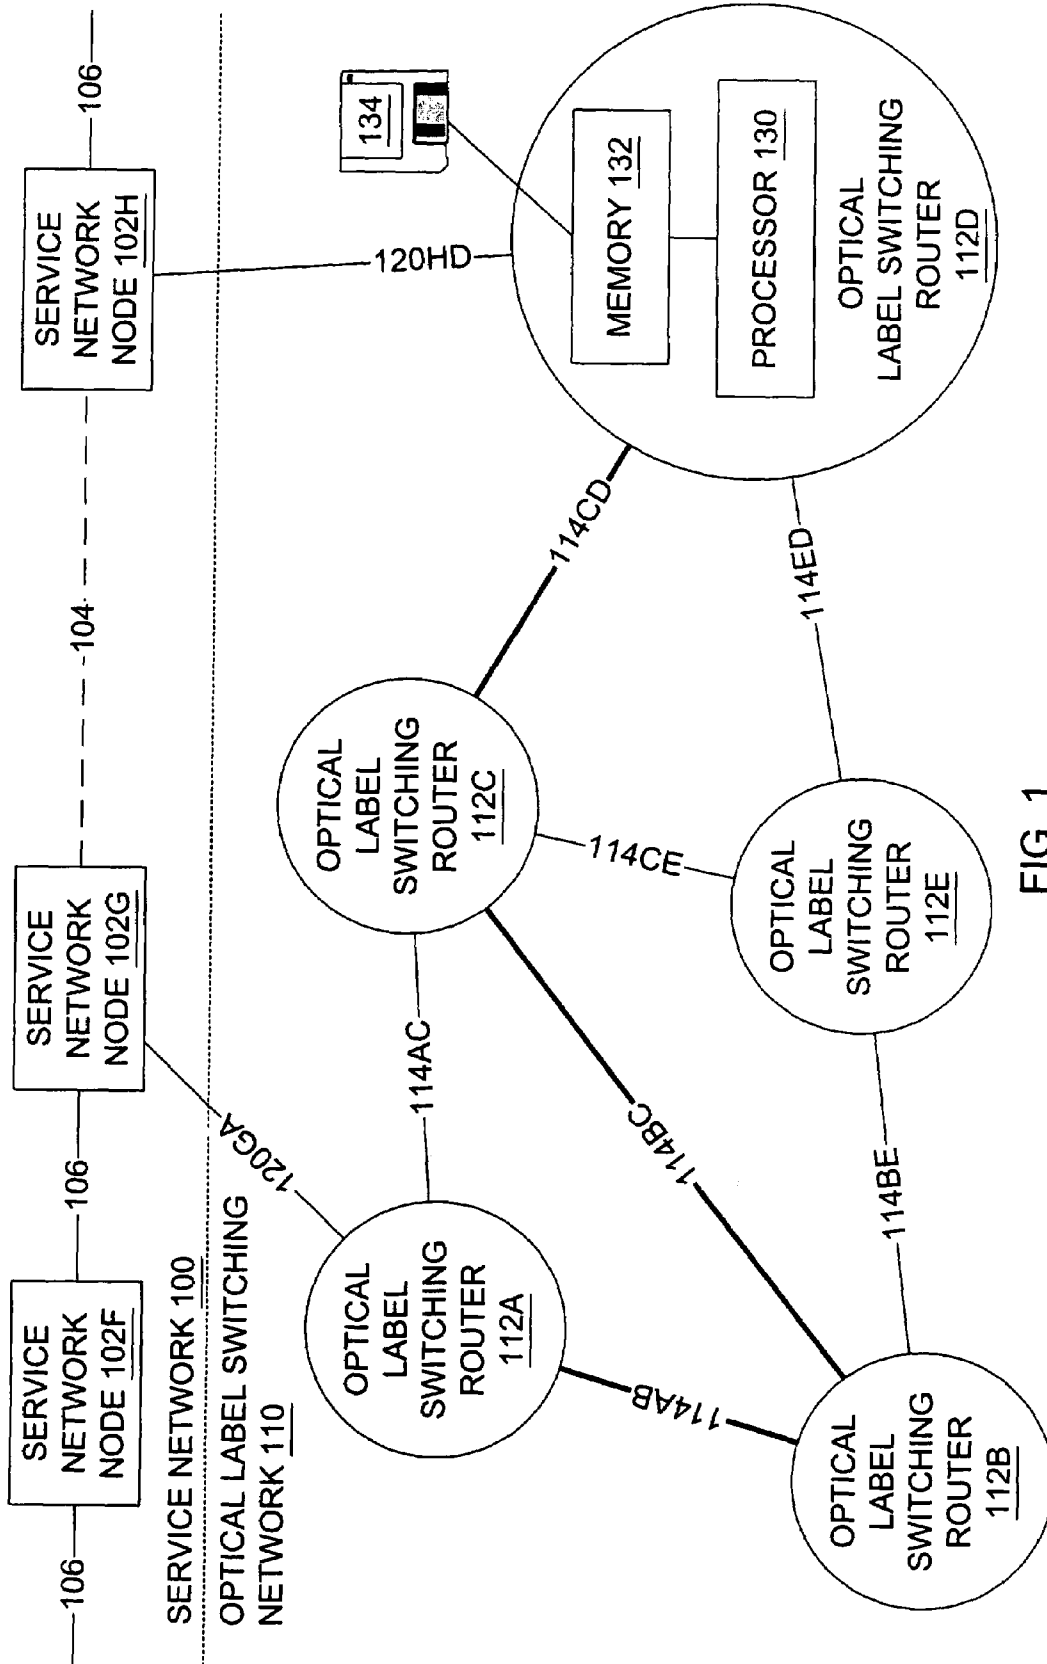 106
SERVICE
NETWORK
NODE 102F
106
SERVICE
NETWORK
NODE 102G
104
SERVICE
NETWORK
NODE 102H
106
SERVICE NETWORK 100
OPTICAL LABEL SWITCHING
NETWORK 110
120GA
120HD
134
OPTICAL
LABEL
SWITCHING
ROUTER
112A
114AC
OPTICAL
LABEL
SWITCHING
ROUTER
112C
114CD
MEMORY 132
PROCESSOR 130
OPTICAL
LABEL SWITCHING
ROUTER
112D
114AB
114BC
114CE
114ED
OPTICAL
LABEL
SWITCHING
ROUTER
112B
114BE
OPTICAL
LABEL
SWITCHING
ROUTER
112E
FIG. 1